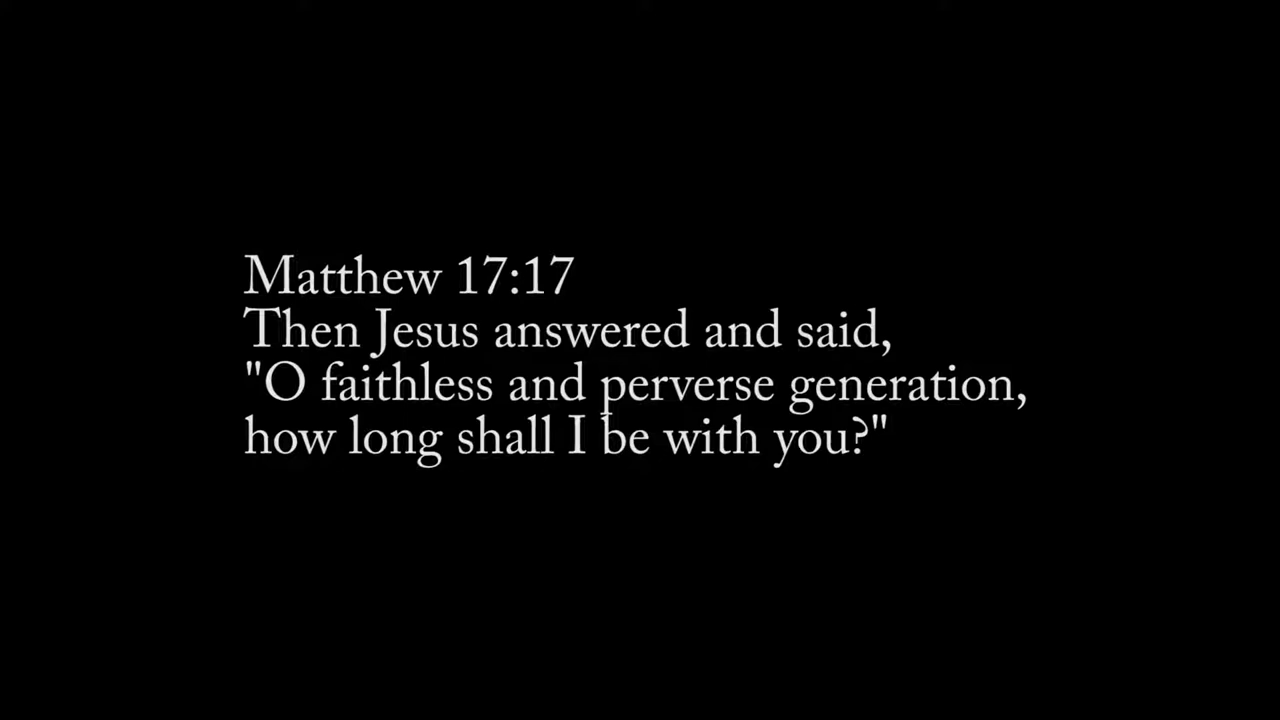 Matthew 17:17
Then Jesus answered and said,
"O faithless and perverse generation,
how long shall I be with you?"